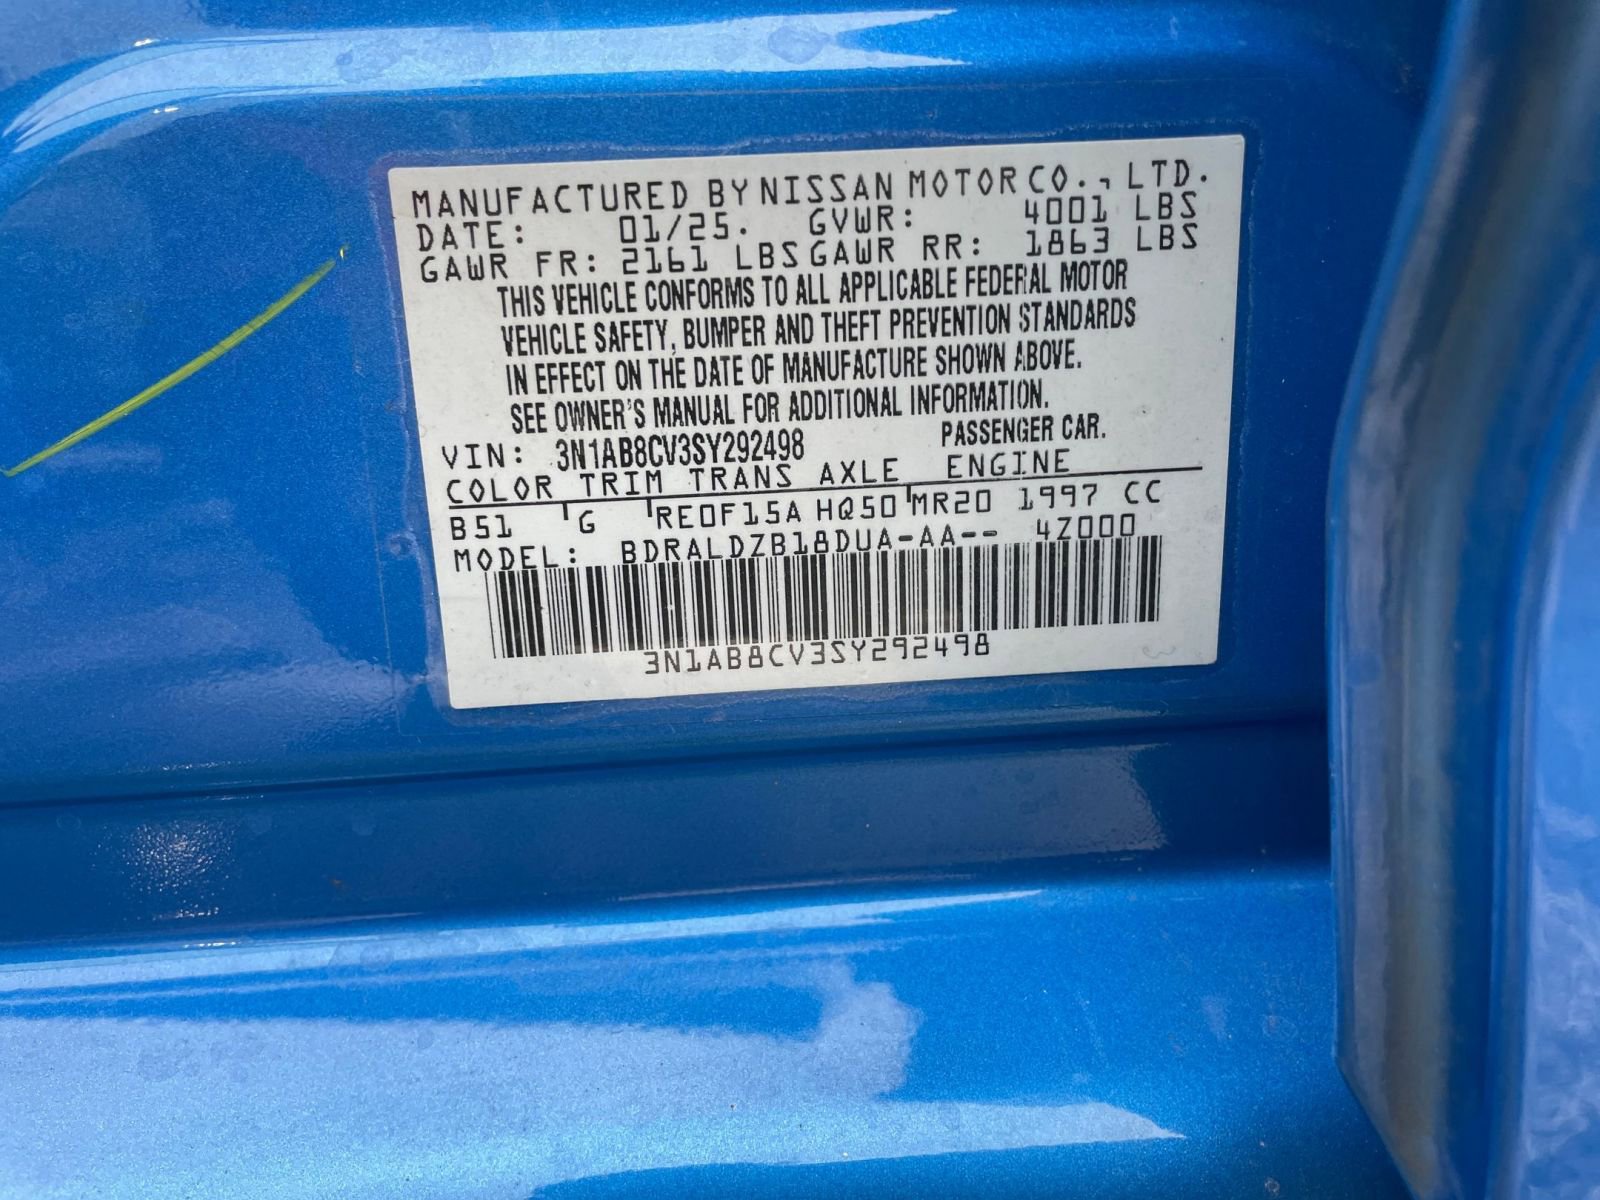 MANUFACTURED BY NISSAN MOTOR CO., LTD.
DATE: 01/25. GVWR: 4001 LBS
GAWR FR: 2161 LBS GAWR RR: 1863 LBS
THIS VEHICLE CONFORMS TO ALL APPLICABLE FEDERAL MOTOR
VEHICLE SAFETY, BUMPER AND THEFT PREVENTION STANDARDS
IN EFFECT ON THE DATE OF MANUFACTURE SHOWN ABOVE.
SEE OWNER'S MANUAL FOR ADDITIONAL INFORMATION.
VIN: 3N1AB8CV3SY292498 PASSENGER CAR.
COLOR TRIM TRANS AXLE ENGINE
B51 G RE0F15A HQ50 MR20 1997 CC
MODEL: BDRALDZB18DUA-AA-- 4Z000
3N1AB8CV3SY292498